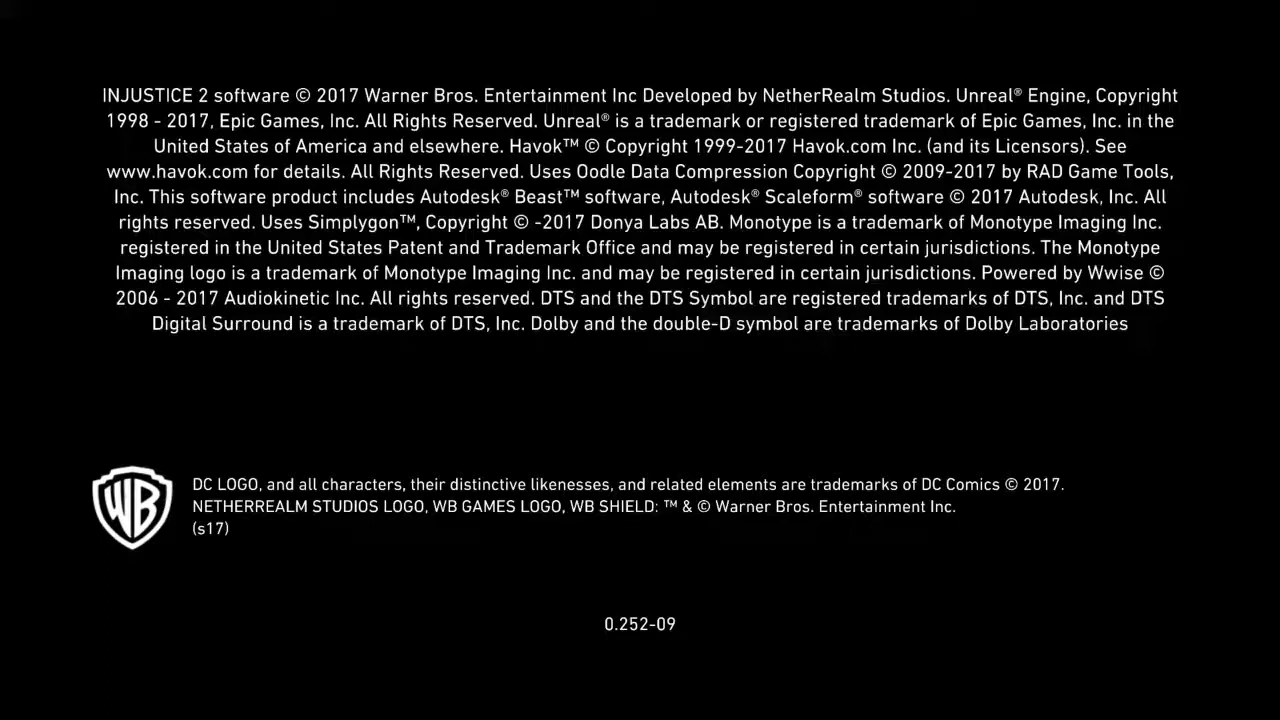 INJUSTICE 2 software © 2017 Warner Bros. Entertainment Inc Developed by NetherRealm Studios. Unreal® Engine, Copyright
1998 - 2017, Epic Games, Inc. All Rights Reserved. Unreal® is a trademark or registered trademark of Epic Games, Inc. in the
United States of America and elsewhere. Havok™ © Copyright 1999-2017 Havok.com Inc. (and its Licensors). See
www.havok.com for details. All Rights Reserved. Uses Oodle Data Compression Copyright © 2009-2017 by RAD Game Tools,
Inc. This software product includes Autodesk® Beast™ software, Autodesk® Scaleform® software © 2017 Autodesk, Inc. All
rights reserved. Uses Simplygon™, Copyright © -2017 Donya Labs AB. Monotype is a trademark of Monotype Imaging Inc.
registered in the United States Patent and Trademark Office and may be registered in certain jurisdictions. The Monotype
Imaging logo is a trademark of Monotype Imaging Inc. and may be registered in certain jurisdictions. Powered by Wwise ©
2006 - 2017 Audiokinetic Inc. All rights reserved. DTS and the DTS Symbol are registered trademarks of DTS, Inc. and DTS
Digital Surround is a trademark of DTS, Inc. Dolby and the double-D symbol are trademarks of Dolby Laboratories
WB
DC LOGO, and all characters, their distinctive likenesses, and related elements are trademarks of DC Comics © 2017.
NETHERREALM STUDIOS LOGO, WB GAMES LOGO, WB SHIELD: ™ & © Warner Bros. Entertainment Inc.
(s17)
0.252-09